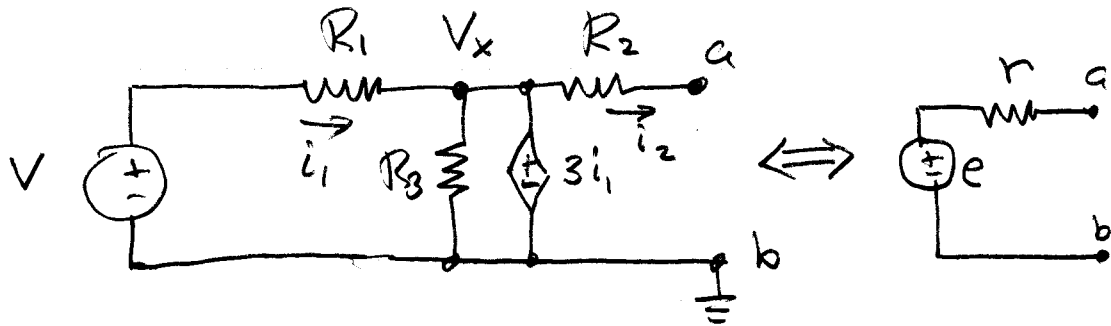 R₁ Vₓ R₂ a
r a
i₁ i₂
V + - R₃ + - 3i₁ ⟺ + - e
b b